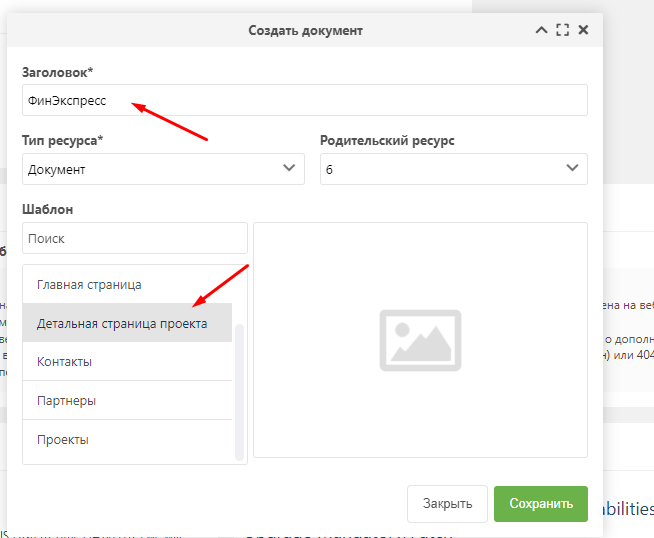 Создать документ
Заголовок*
ФинЭкспресс
Тип ресурса* Родительский ресурс
Документ 6
Шаблон
Поиск
Главная страница
Детальная страница проекта
Контакты
Партнеры
Проекты
ена на ве
о дополн
н) или 404
Закрыть Сохранить
abilities